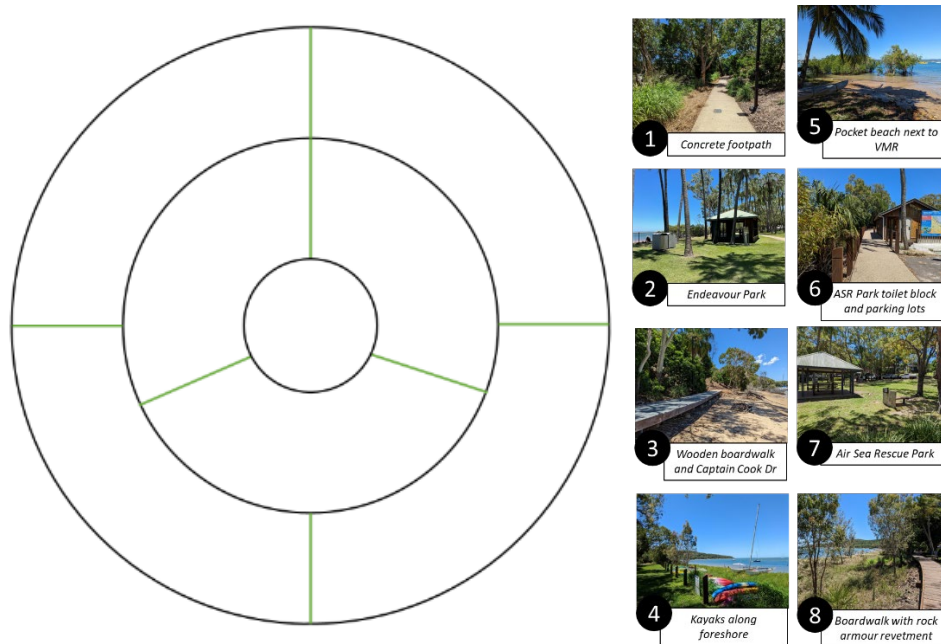 1
Concrete footpath
2
Endeavour Park
3
Wooden boardwalk
and Captain Cook Dr
4
Kayaks along
foreshore
5
Pocket beach next to
VMR
6
ASR Park toilet block
and parking lots
7
Air Sea Rescue Park
8
Boardwalk with rock
armour revetment